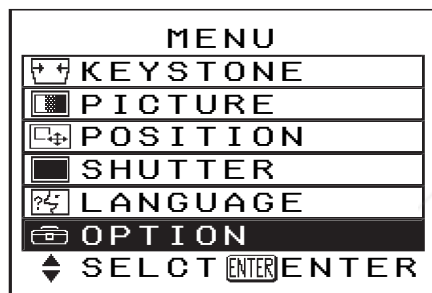 MENU
KEYSTONE
PICTURE
POSITION
SHUTTER
?LANGUAGE
OPTION
SELCT ENTER ENTER